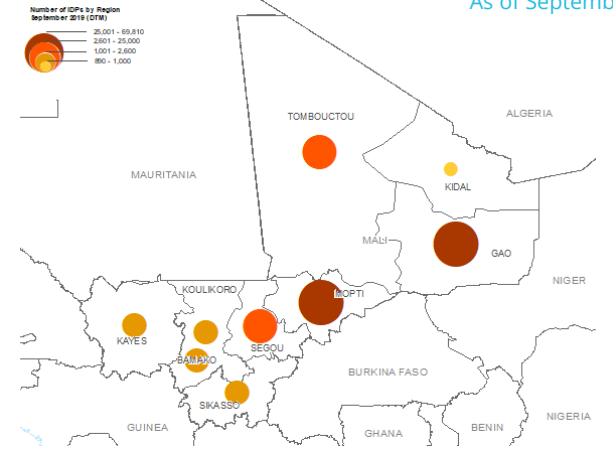 As of Septemb
Number of IDPs by Region
September 2019 (DTM)
25,001 - 69,810
2,601 - 25,000
1,001 - 2,600
890 - 1,000
TOMBOUCTOU
ALGERIA
MAURITANIA
KIDAL
MALI
GAO
NIGER
KOULIKORO
MOPTI
KAYES
SEGOU
BAMAKO
BURKINA FASO
SIKASSO
GUINEA
GHANA
BENIN
NIGERIA